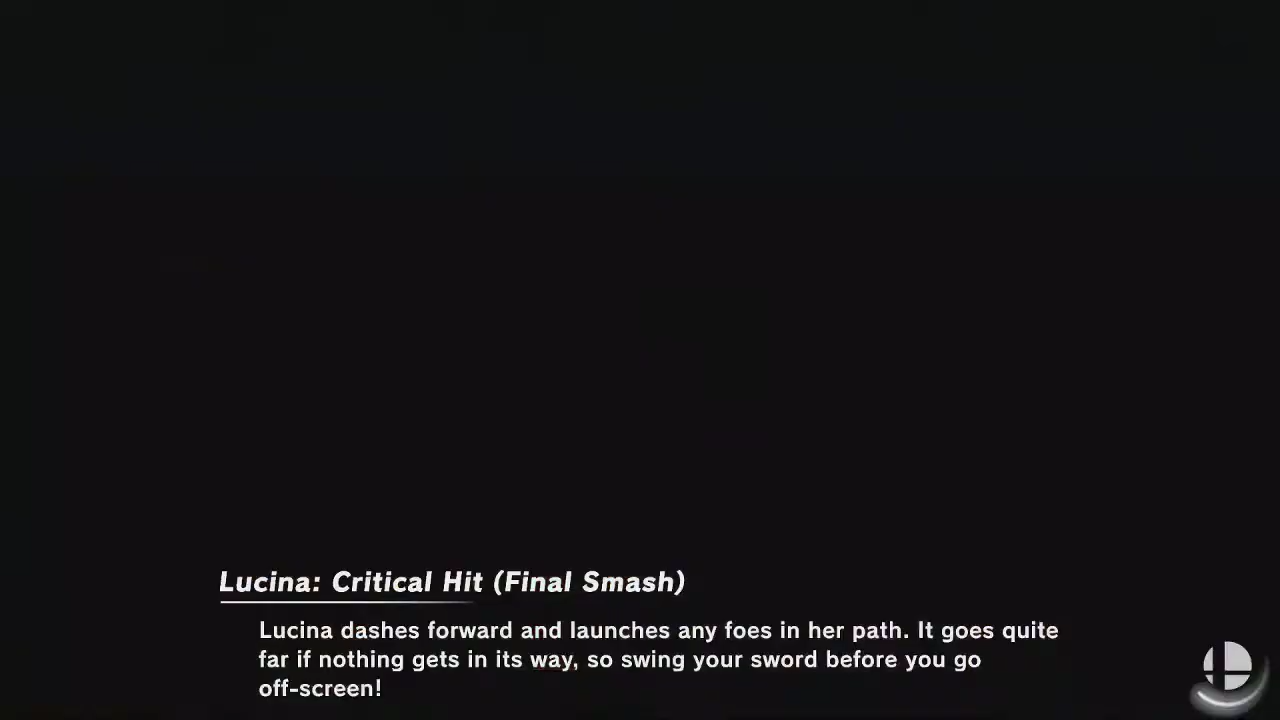 Lucina: Critical Hit (Final Smash)
Lucina dashes forward and launches any foes in her path. It goes quite
far if nothing gets in its way, so swing your sword before you go
off-screen!